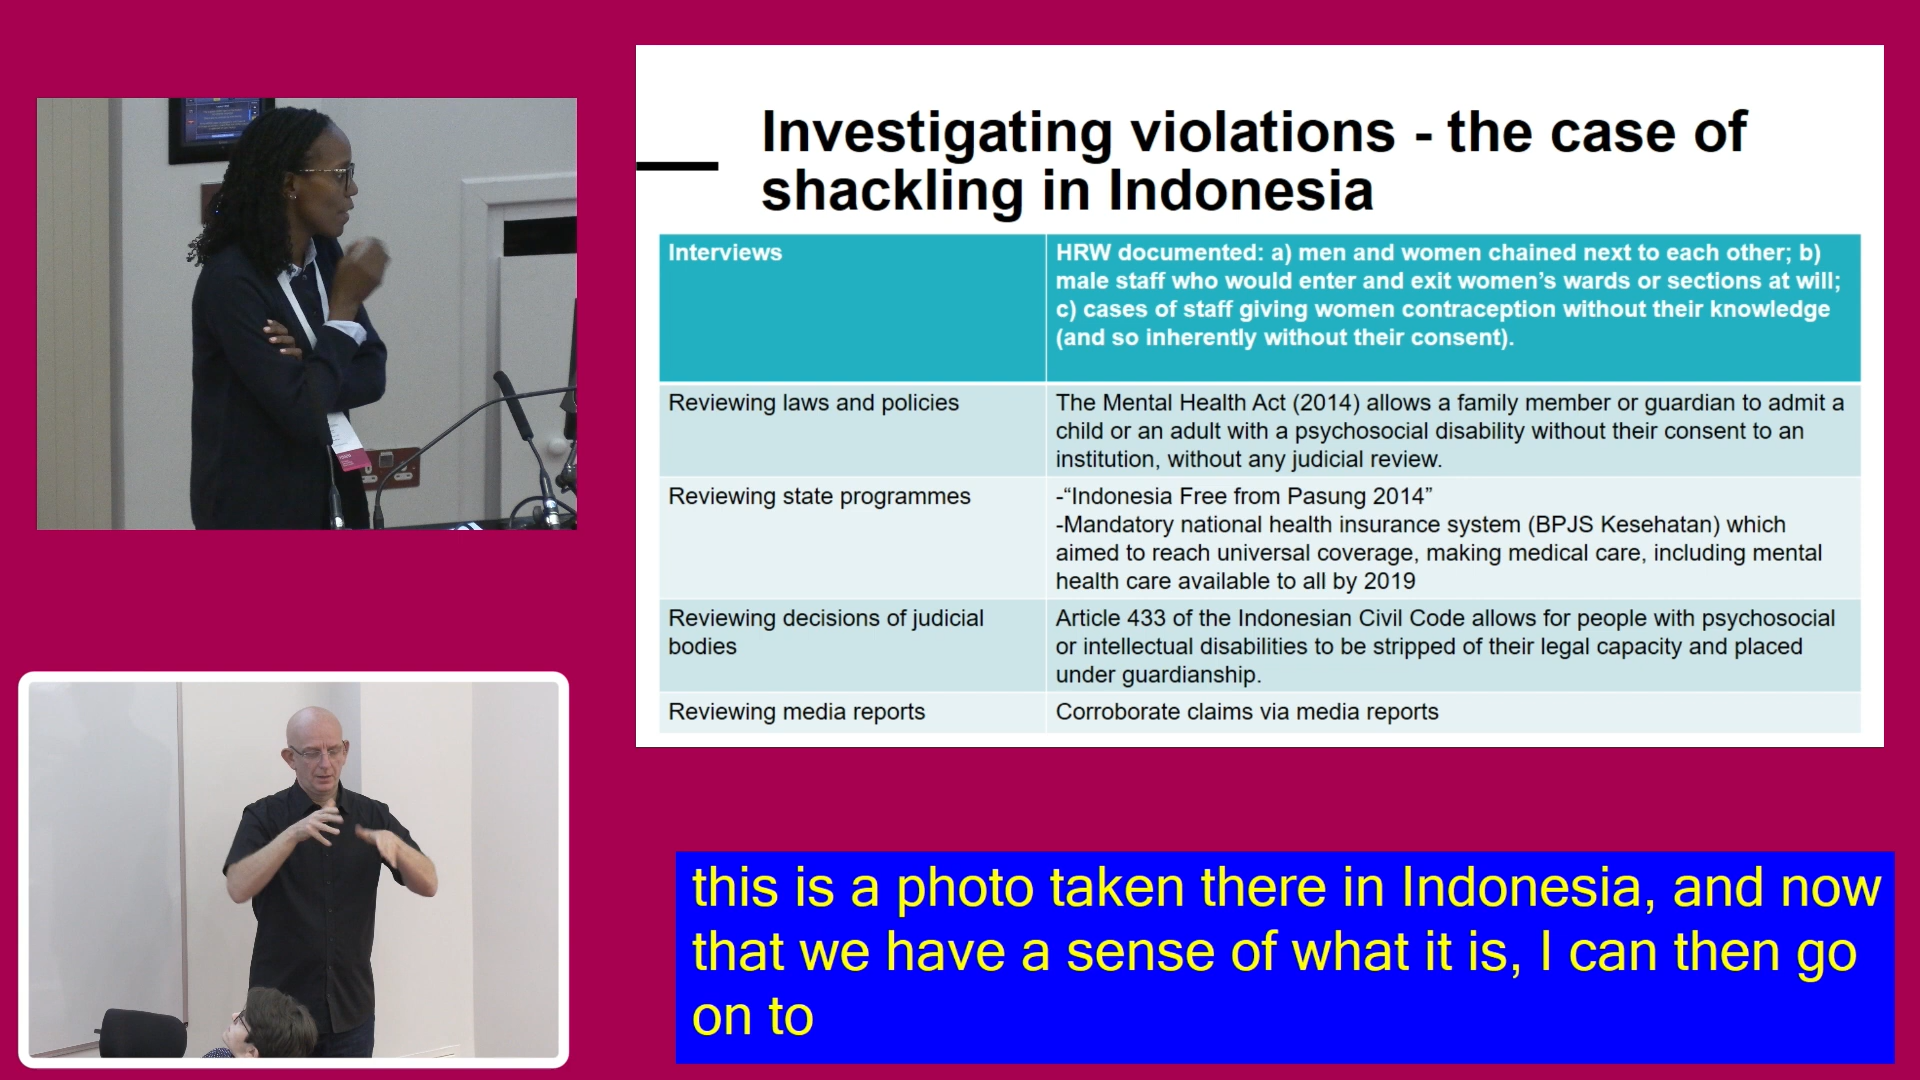 Investigating violations - the case of
shackling in Indonesia
Interviews
HRW documented: a) men and women chained next to each other; b)
male staff who would enter and exit women’s wards or sections at will;
c) cases of staff giving women contraception without their knowledge
(and so inherently without their consent).
Reviewing laws and policies
The Mental Health Act (2014) allows a family member or guardian to admit a
child or an adult with a psychosocial disability without their consent to an
institution, without any judicial review.
Reviewing state programmes
-“Indonesia Free from Pasung 2014”
-Mandatory national health insurance system (BPJS Kesehatan) which
aimed to reach universal coverage, making medical care, including mental
health care available to all by 2019
Reviewing decisions of judicial
bodies
Article 433 of the Indonesian Civil Code allows for people with psychosocial
or intellectual disabilities to be stripped of their legal capacity and placed
under guardianship.
Reviewing media reports
Corroborate claims via media reports
this is a photo taken there in Indonesia, and now
that we have a sense of what it is, I can then go
on to